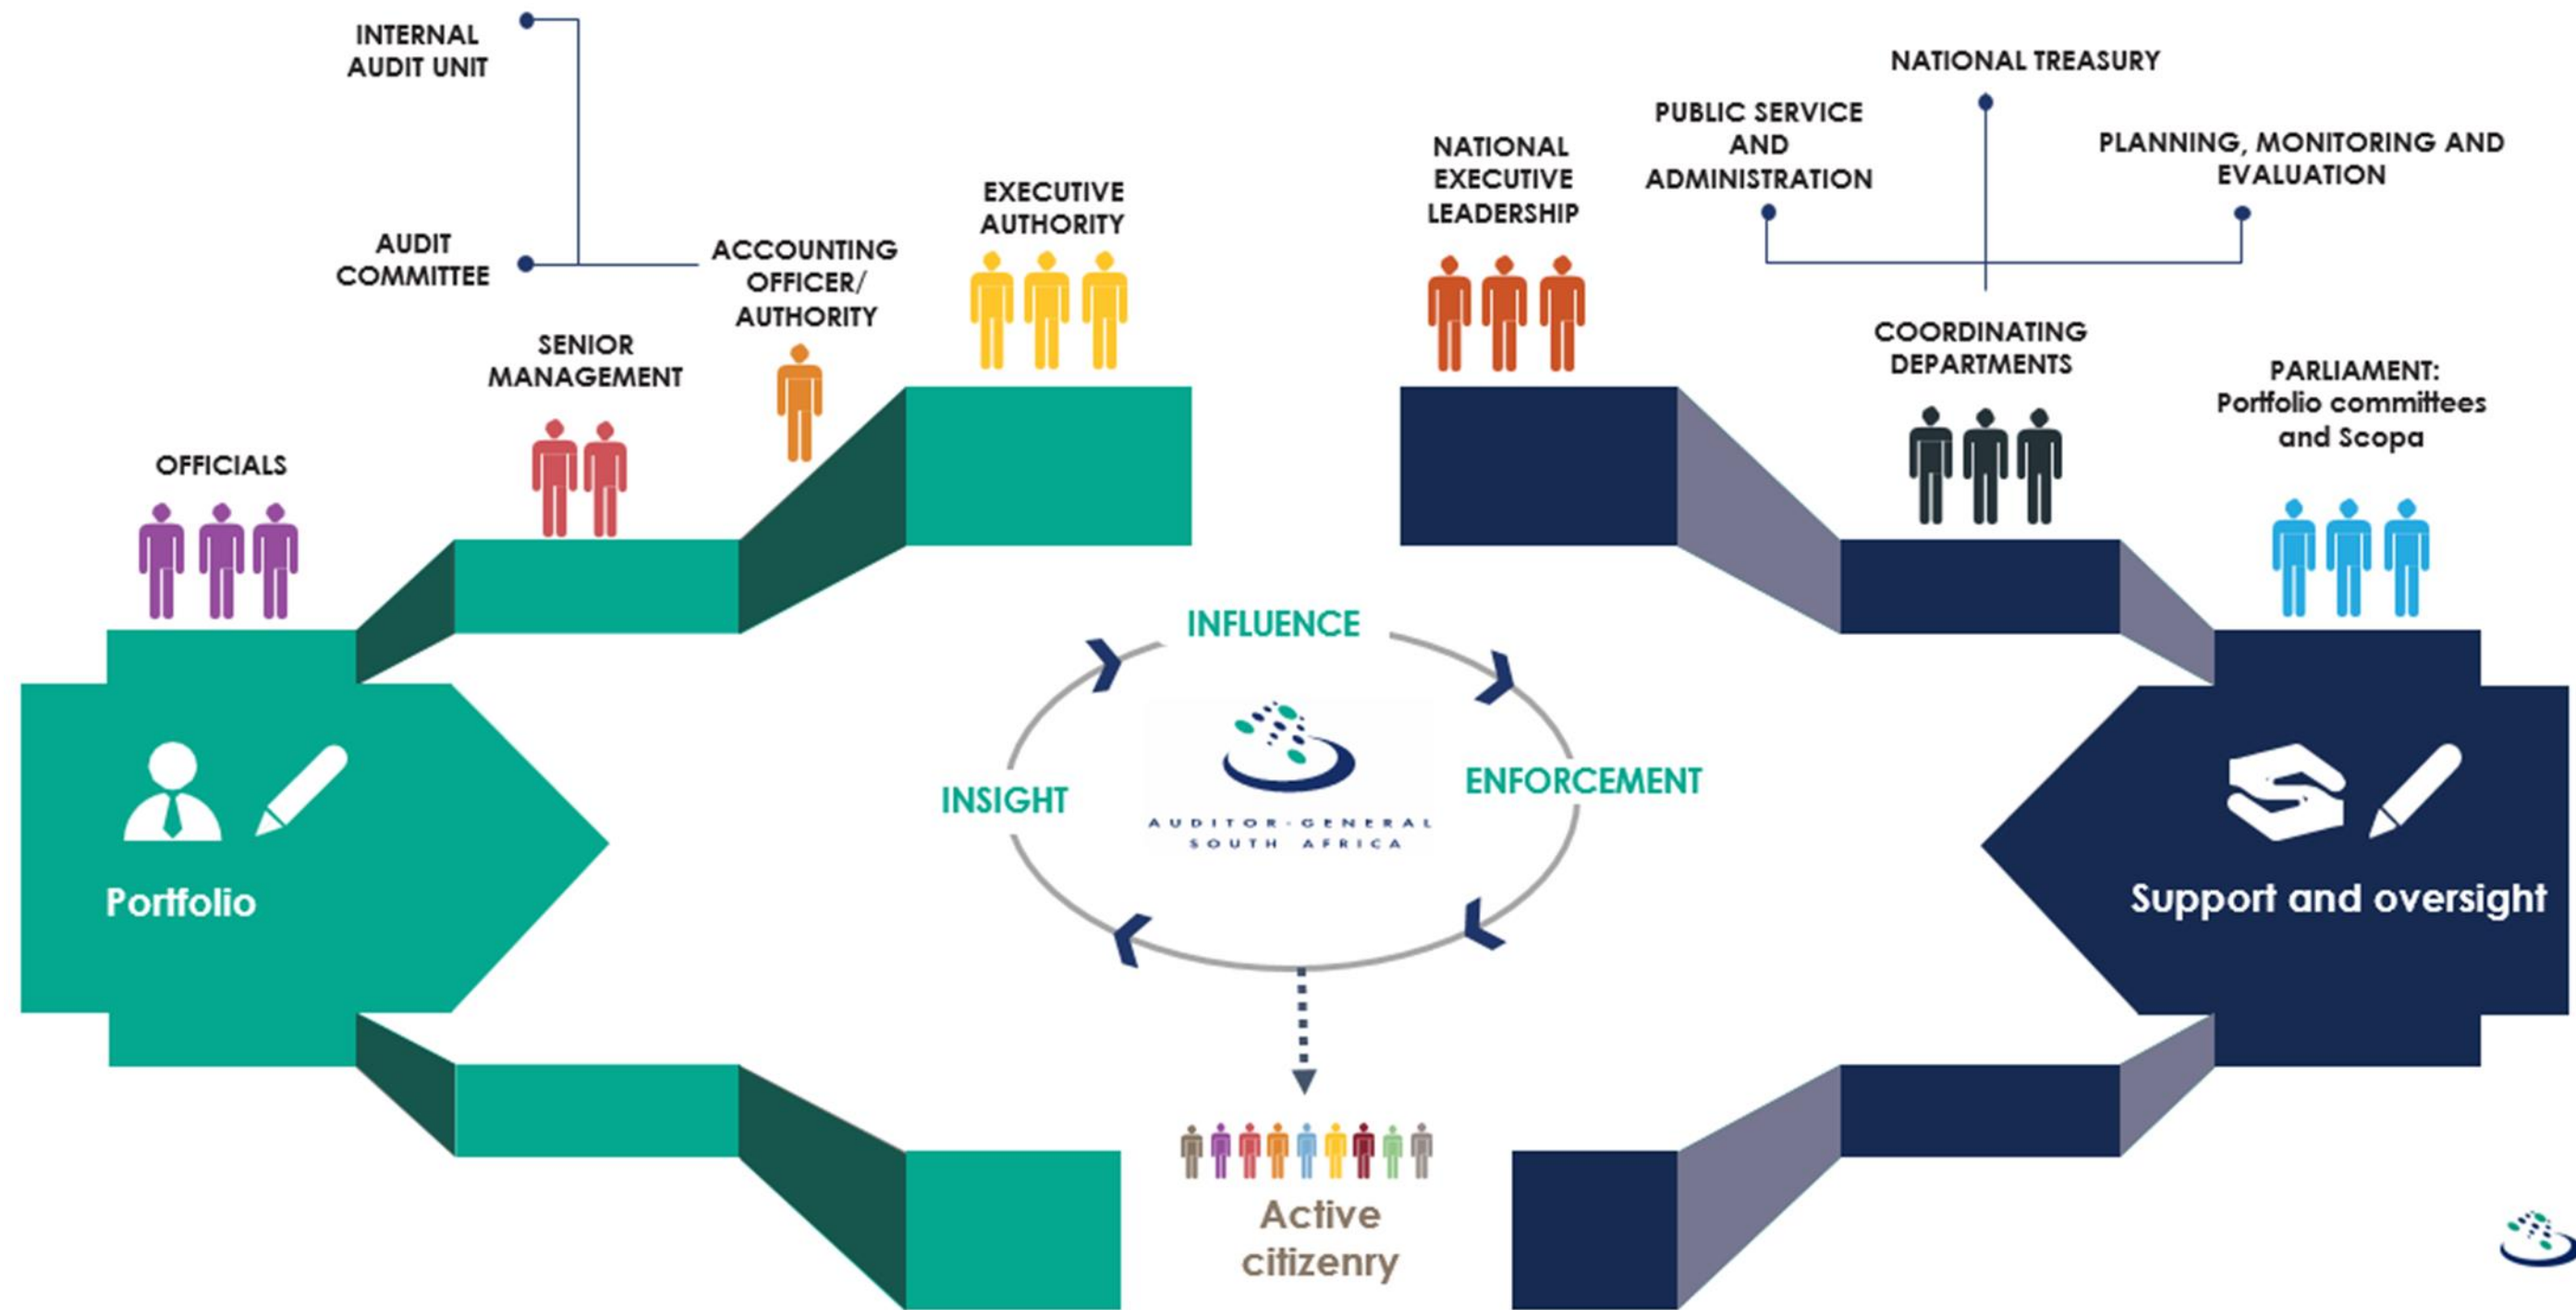 INTERNAL
AUDIT UNIT
AUDIT
COMMITTEE
ACCOUNTING
OFFICER/
AUTHORITY
EXECUTIVE
AUTHORITY
SENIOR
MANAGEMENT
OFFICIALS
NATIONAL
EXECUTIVE
LEADERSHIP
PUBLIC SERVICE
AND
ADMINISTRATION
NATIONAL TREASURY
PLANNING, MONITORING AND
EVALUATION
COORDINATING
DEPARTMENTS
PARLIAMENT:
Portfolio committees
and Scopa
INFLUENCE
INSIGHT
ENFORCEMENT
AUDITOR-GENERAL
SOUTH AFRICA
Portfolio
Support and oversight
Active
citizenry